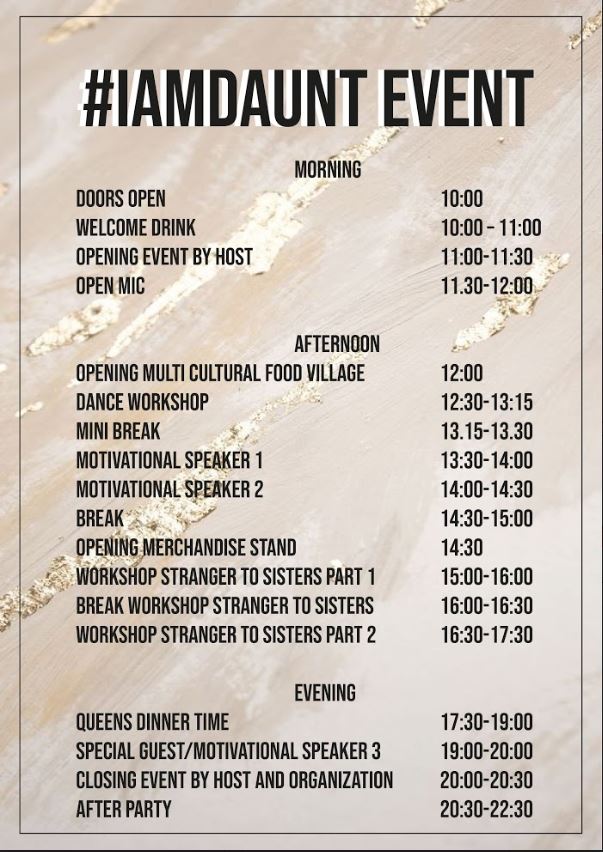 #IAMDAUNT EVENT
MORNING
DOORS OPEN 10:00
WELCOME DRINK 10:00 – 11:00
OPENING EVENT BY HOST 11:00-11:30
OPEN MIC 11.30-12:00
AFTERNOON
OPENING MULTI CULTURAL FOOD VILLAGE 12:00
DANCE WORKSHOP 12:30-13:15
MINI BREAK 13.15-13.30
MOTIVATIONAL SPEAKER 1 13:30-14:00
MOTIVATIONAL SPEAKER 2 14:00-14:30
BREAK 14:30-15:00
OPENING MERCHANDISE STAND 14:30
WORKSHOP STRANGER TO SISTERS PART 1 15:00-16:00
BREAK WORKSHOP STRANGER TO SISTERS 16:00-16:30
WORKSHOP STRANGER TO SISTERS PART 2 16:30-17:30
EVENING
QUEENS DINNER TIME 17:30-19:00
SPECIAL GUEST/MOTIVATIONAL SPEAKER 3 19:00-20:00
CLOSING EVENT BY HOST AND ORGANIZATION 20:00-20:30
AFTER PARTY 20:30-22:30